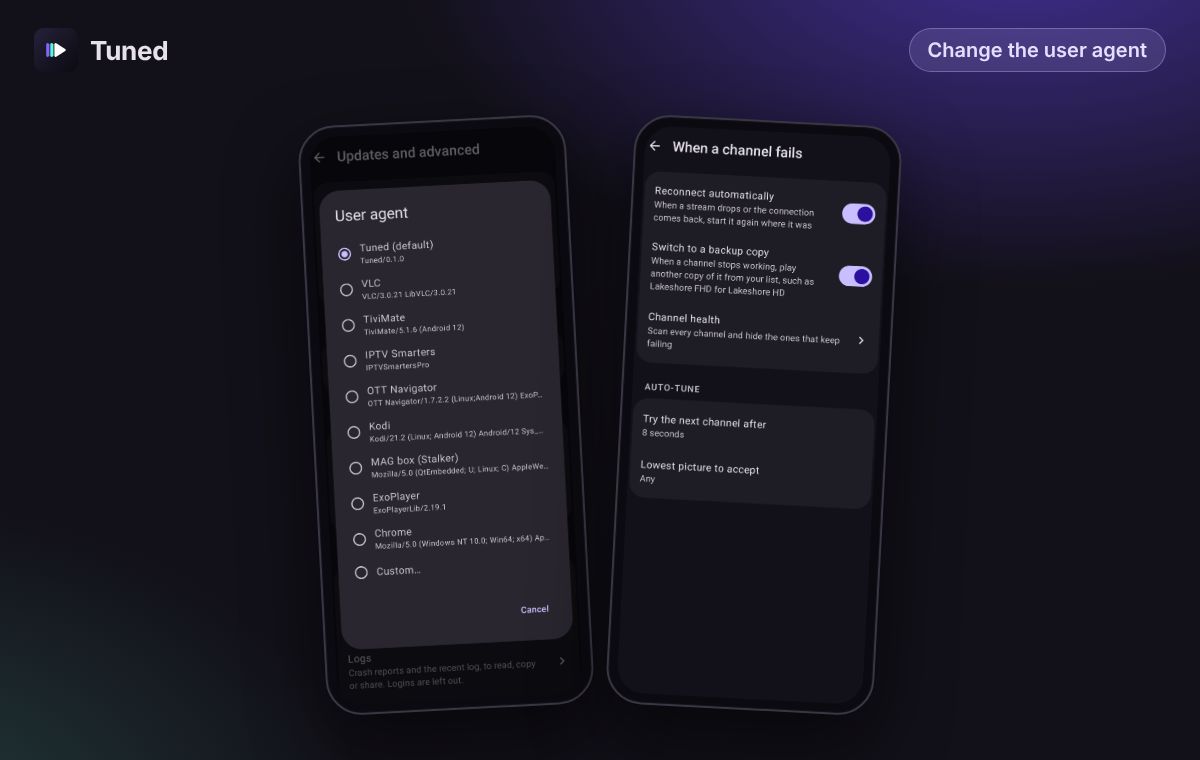 Tuned
Change the user agent
Updates and advanced
User agent
Tuned (default)
Tuned/0.1.0
VLC
VLC/3.0.21 LibVLC/3.0.21
TiviMate
TiviMate/5.1.6 (Android 12)
IPTV Smarters
IPTVSmartersPro
OTT Navigator
OTT Navigator/1.7.2.2 (Linux;Android 12) ExoP...
Kodi
Kodi/21.2 (Linux; Android 12) Android/12 Sys_...
MAG box (Stalker)
Mozilla/5.0 (QtEmbedded; U; Linux; C) AppleWe...
ExoPlayer
ExoPlayerLib/2.19.1
Chrome
Mozilla/5.0 (Windows NT 10.0; Win64; x64) Ap...
Custom...
Cancel
Logs
Crash reports and the recent log, to read, copy
or share. Logins are left out.
When a channel fails
Reconnect automatically
When a stream drops or the connection
comes back, start it again where it was
Switch to a backup copy
When a channel stops working, play
another copy of it from your list, such as
Lakeshore FHD for Lakeshore HD
Channel health
Scan every channel and hide the ones that keep
failing
AUTO-TUNE
Try the next channel after
8 seconds
Lowest picture to accept
Any